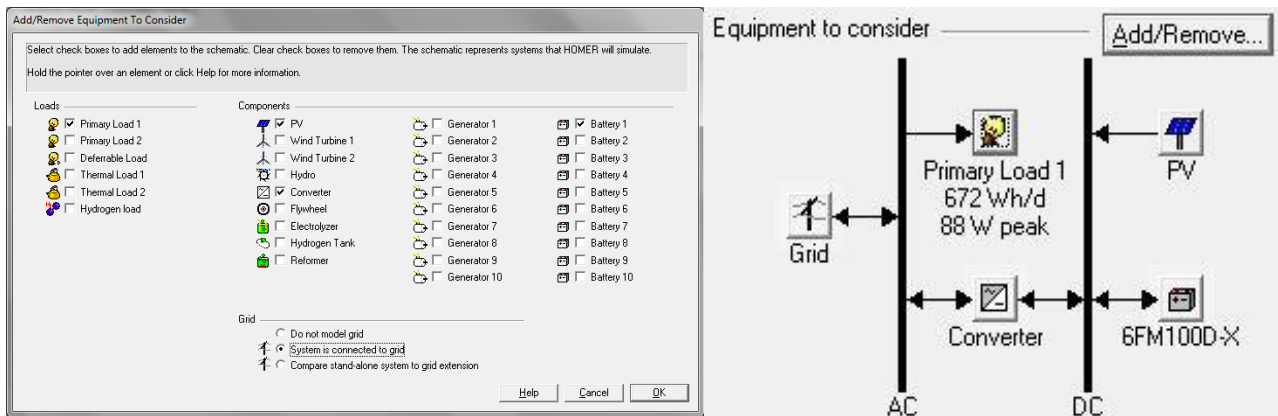 Add/Remove Equipment To Consider
Select check boxes to add elements to the schematic. Clear check boxes to remove them. The schematic represents systems that HOMER will simulate.
Hold the pointer over an element or click Help for more information.
Loads
Primary Load 1
Primary Load 2
Deferrable Load
Thermal Load 1
Thermal Load 2
Hydrogen load
Components
PV
Wind Turbine 1
Wind Turbine 2
Hydro
Converter
Flywheel
Electrolyzer
Hydrogen Tank
Reformer
Generator 1
Generator 2
Generator 3
Generator 4
Generator 5
Generator 6
Generator 7
Generator 8
Generator 9
Generator 10
Battery 1
Battery 2
Battery 3
Battery 4
Battery 5
Battery 6
Battery 7
Battery 8
Battery 9
Battery 10
Grid
Do not model grid
System is connected to grid
Compare stand-alone system to grid extension
Help
Cancel
OK
Equipment to consider
Add/Remove...
Primary Load 1
672 Wh/d
88 W peak
PV
Grid
Converter
6FM100D-X
AC
DC